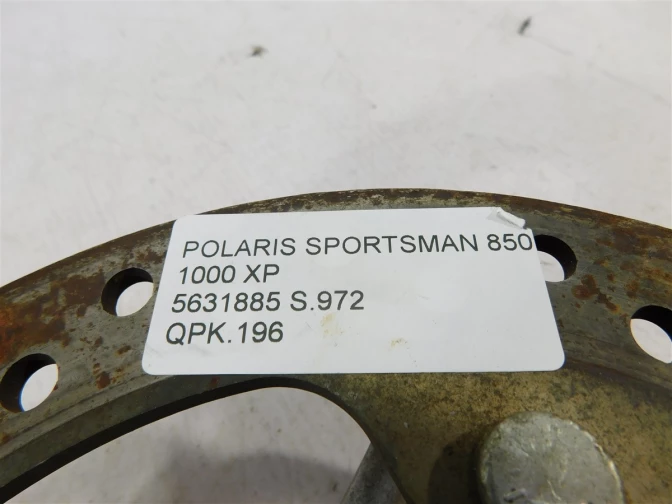 POLARIS SPORTSMAN 850
1000 XP
5631885 S.972
QPK.196